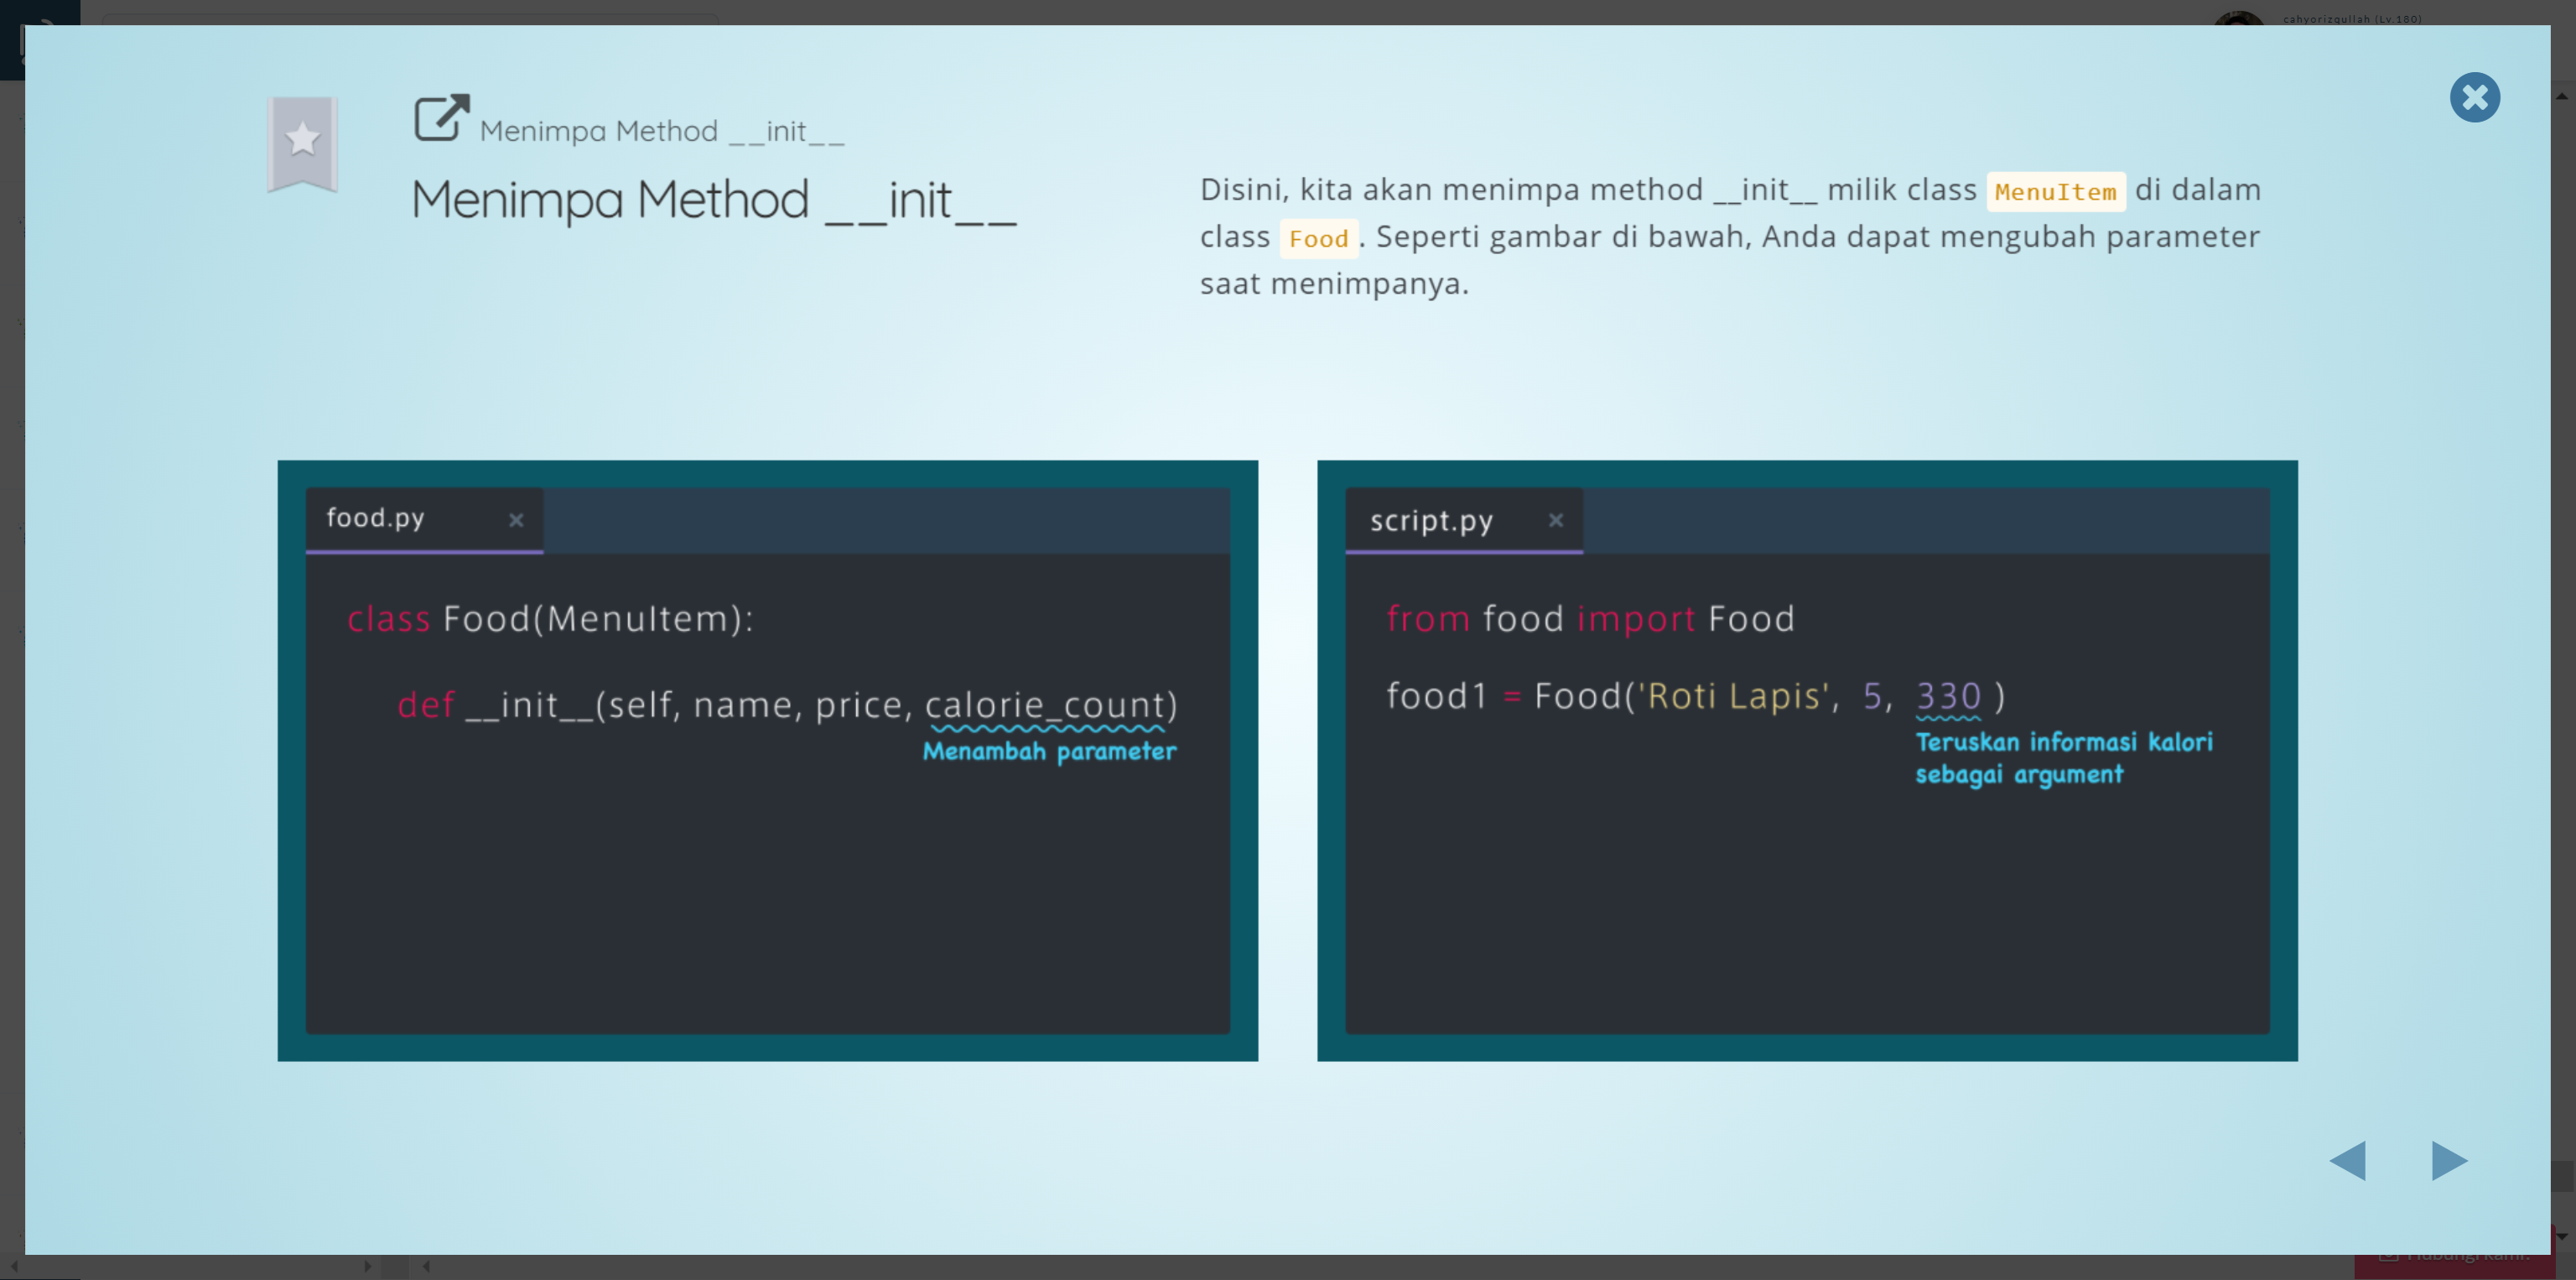 cahyorizqullah (Lv.180)
Menimpa Method __init__
Menimpa Method __init__
Disini, kita akan menimpa method __init__ milik class MenuItem di dalam
class Food. Seperti gambar di bawah, Anda dapat mengubah parameter
saat menimpanya.
food.py ×
class Food(MenuItem):
def __init__(self, name, price, calorie_count)
Menambah parameter
script.py ×
from food import Food
food1 = Food('Roti Lapis', 5, 330 )
Teruskan informasi kalori
sebagai argument
Hubungi kami!